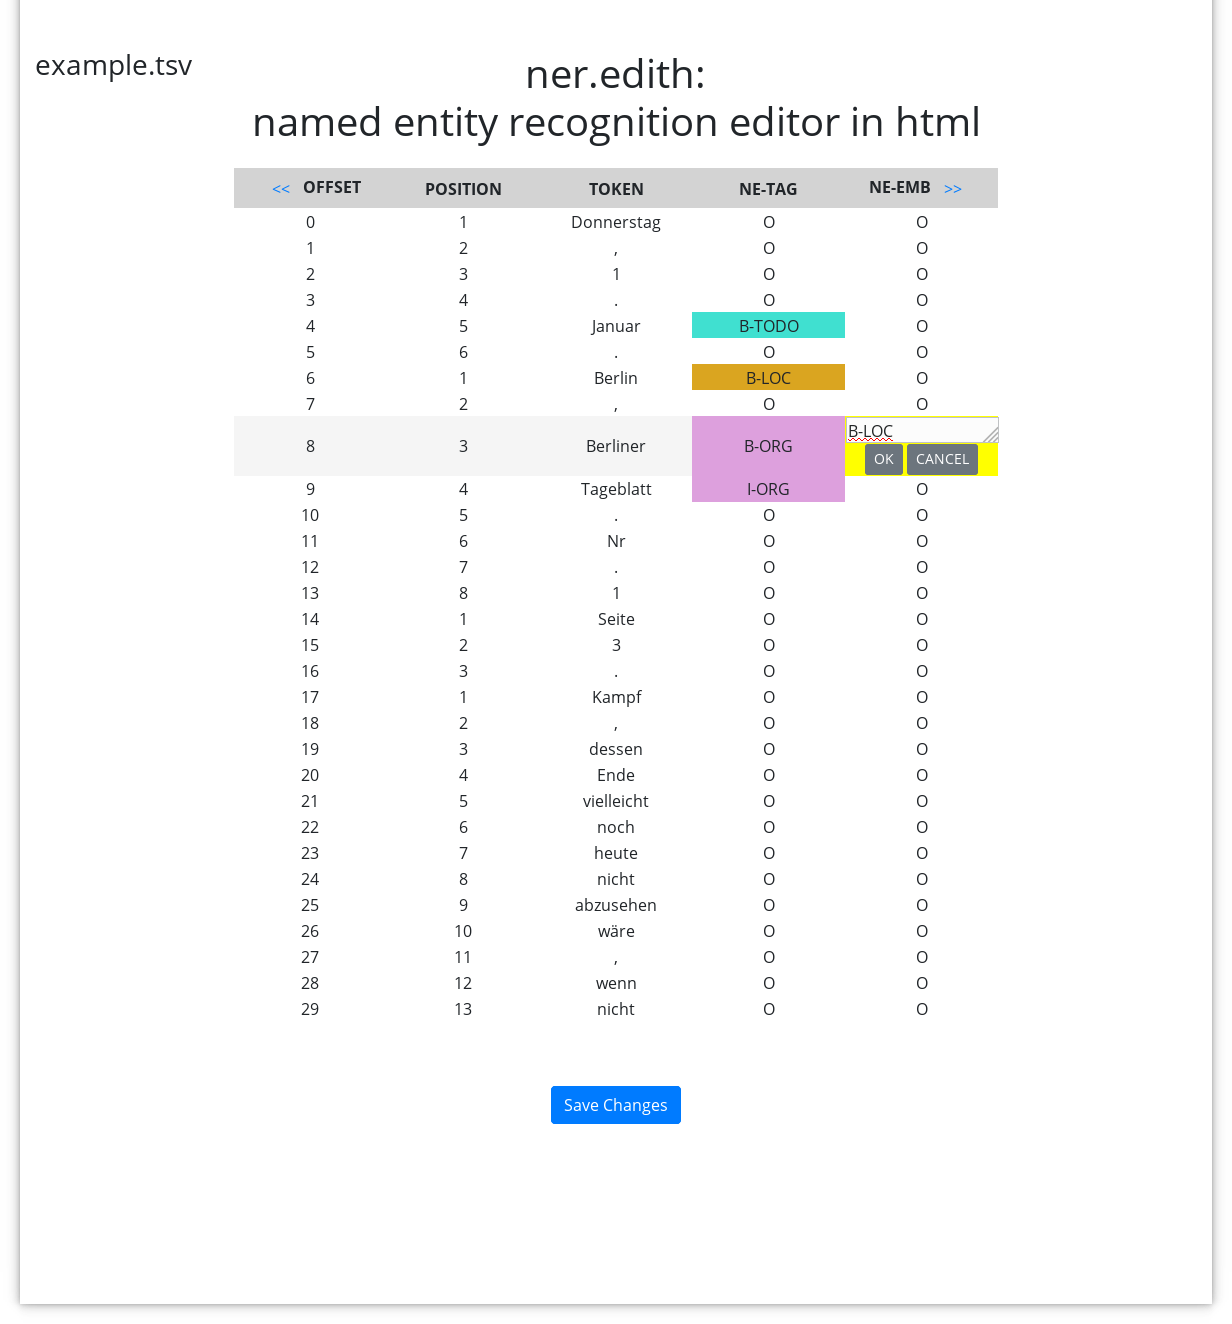 example.tsv
ner.edith:
named entity recognition editor in html
<< OFFSET POSITION TOKEN NE-TAG NE-EMB >>
0 1 Donnerstag O O
1 2 , O O
2 3 1 O O
3 4 . O O
4 5 Januar B-TODO O
5 6 . O O
6 1 Berlin B-LOC O
7 2 , O O
8 3 Berliner B-ORG B-LOC
OK CANCEL
9 4 Tageblatt I-ORG O
10 5 . O O
11 6 Nr O O
12 7 . O O
13 8 1 O O
14 1 Seite O O
15 2 3 O O
16 3 . O O
17 1 Kampf O O
18 2 , O O
19 3 dessen O O
20 4 Ende O O
21 5 vielleicht O O
22 6 noch O O
23 7 heute O O
24 8 nicht O O
25 9 abzusehen O O
26 10 wäre O O
27 11 , O O
28 12 wenn O O
29 13 nicht O O
Save Changes